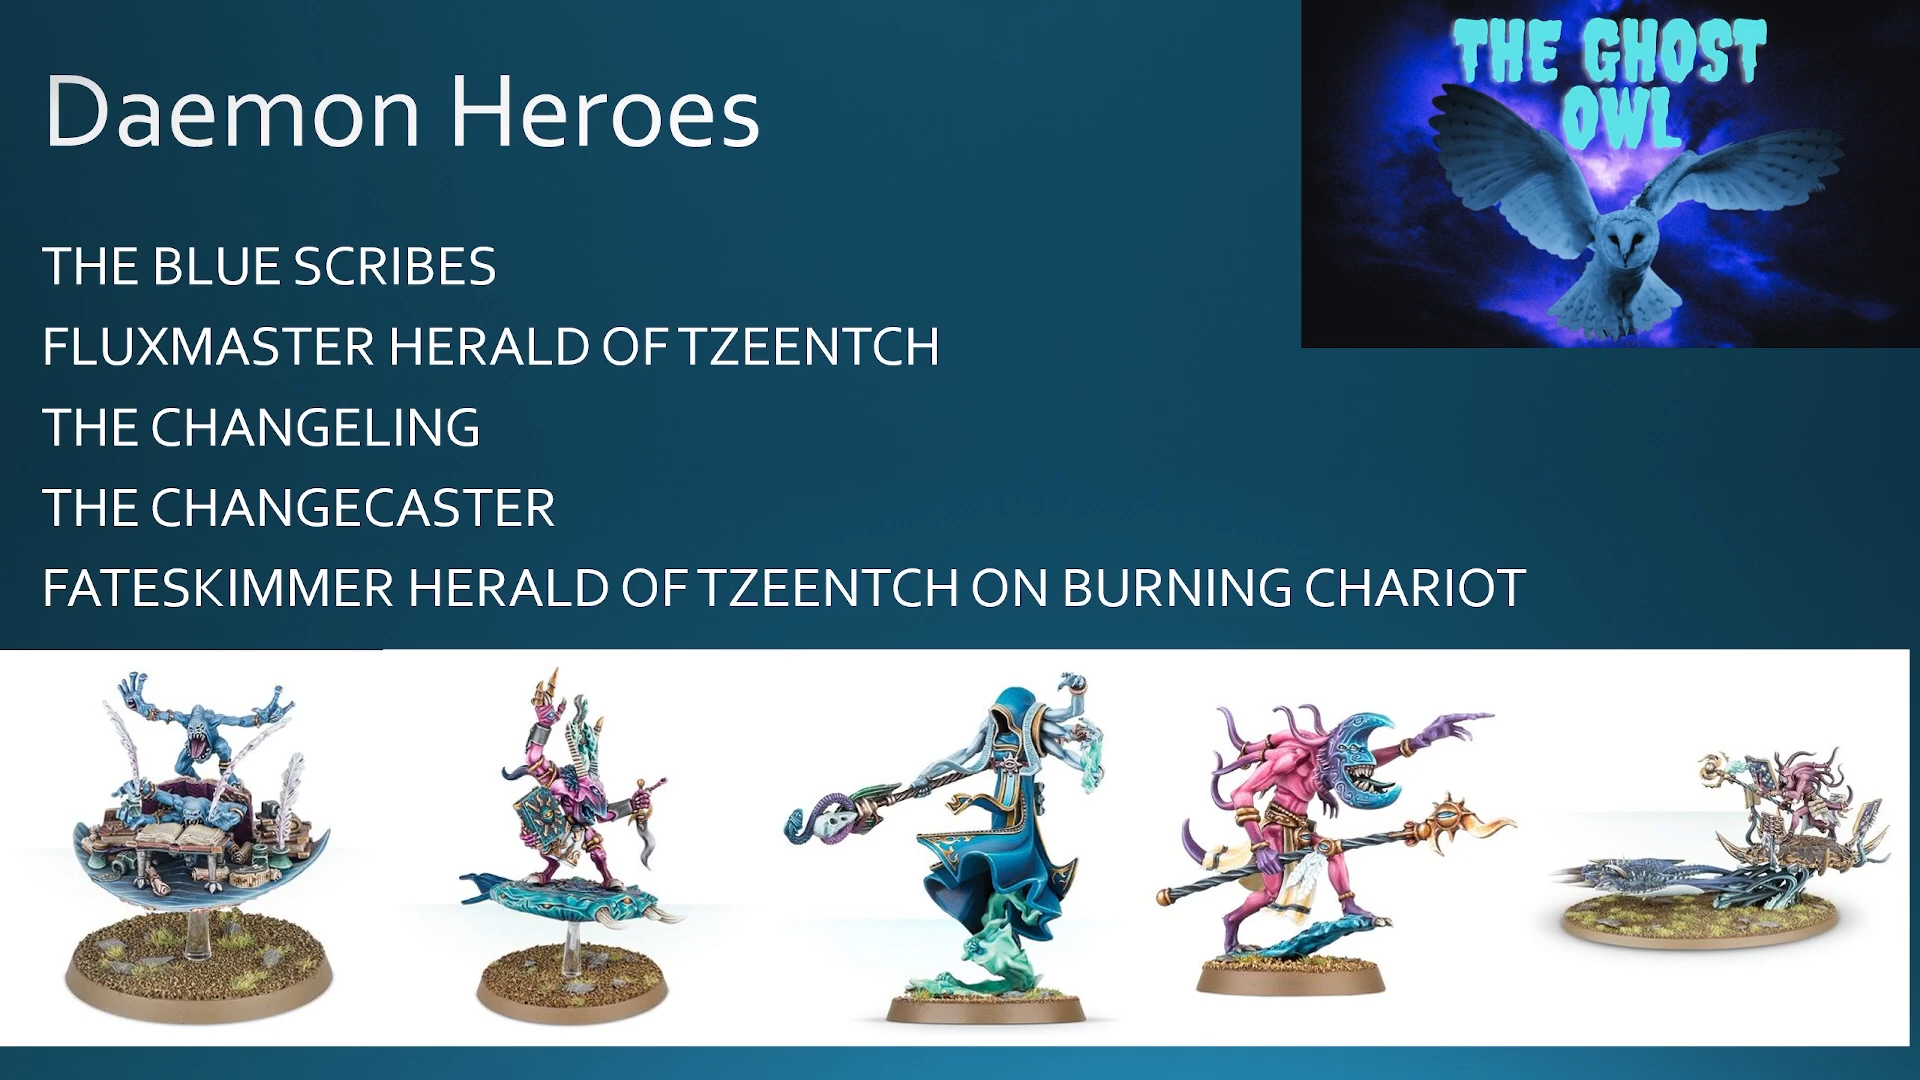 Daemon Heroes
THE GHOST
OWL
THE BLUE SCRIBES
FLUXMASTER HERALD OF TZEENTCH
THE CHANGELING
THE CHANGECASTER
FATESKIMMER HERALD OF TZEENTCH ON BURNING CHARIOT